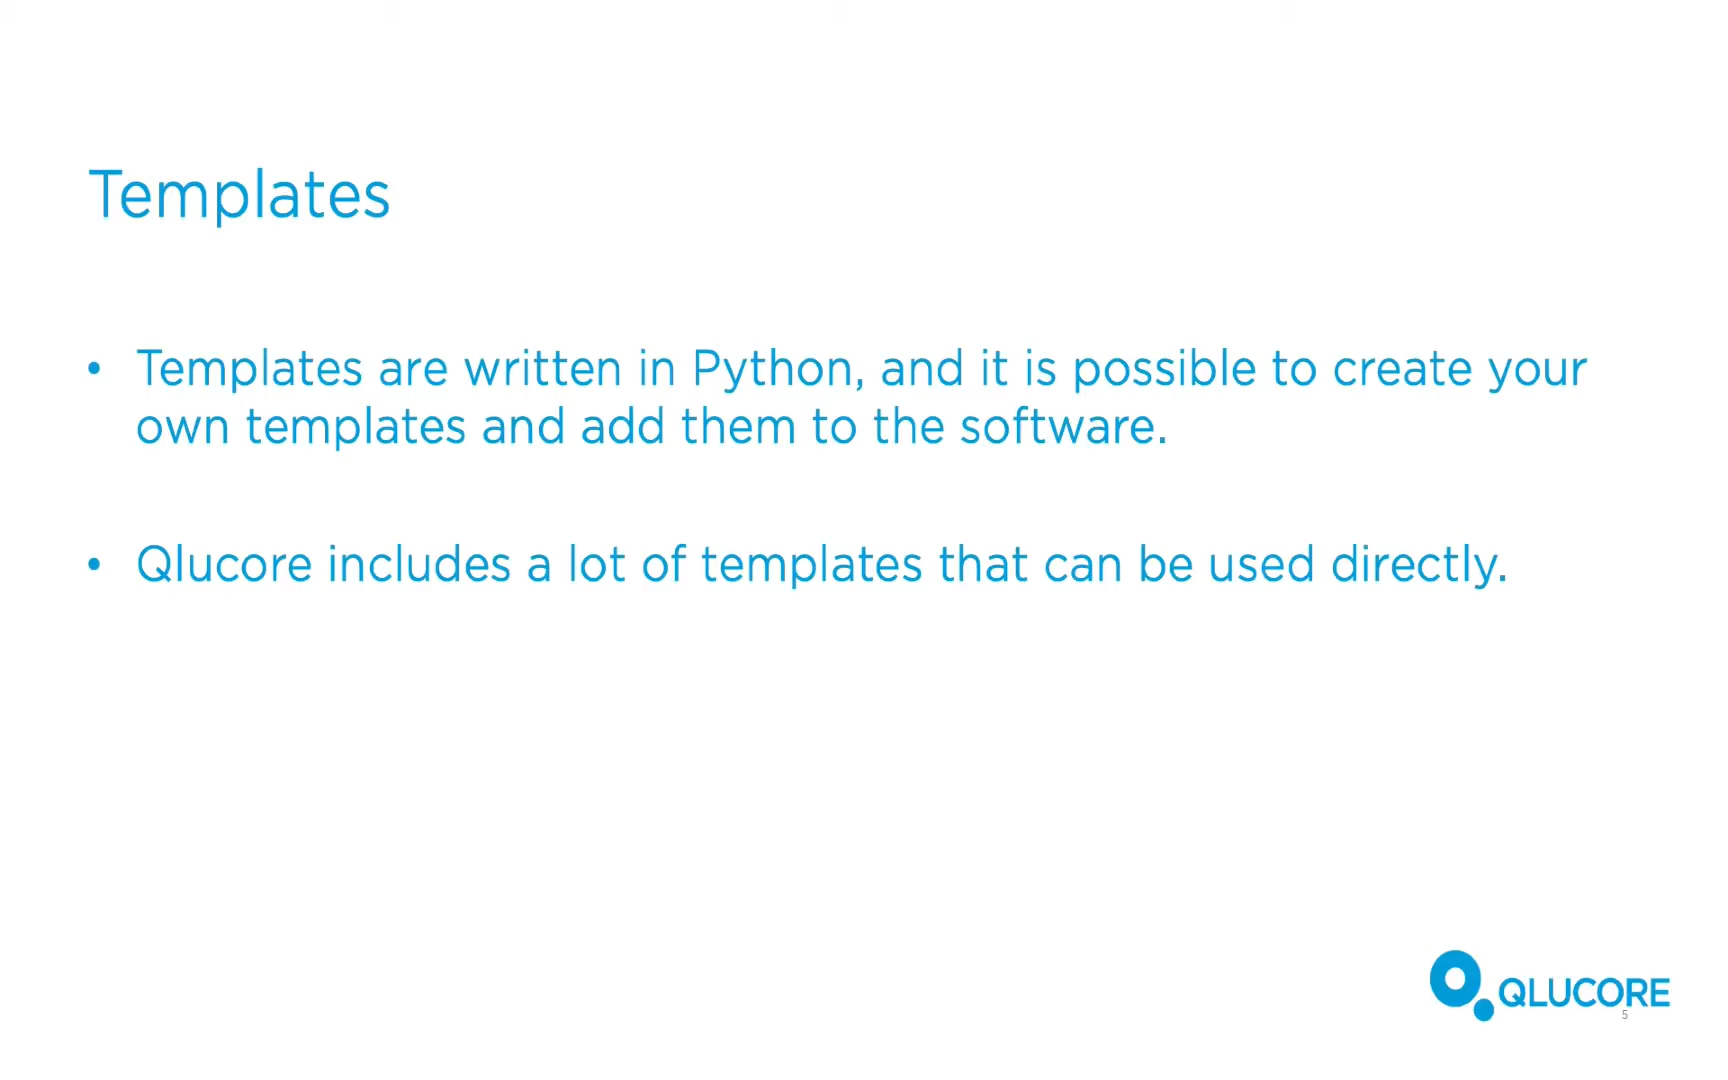 Templates
• Templates are written in Python, and it is possible to create your
own templates and add them to the software.
• Qlucore includes a lot of templates that can be used directly.
QLUCORE
5